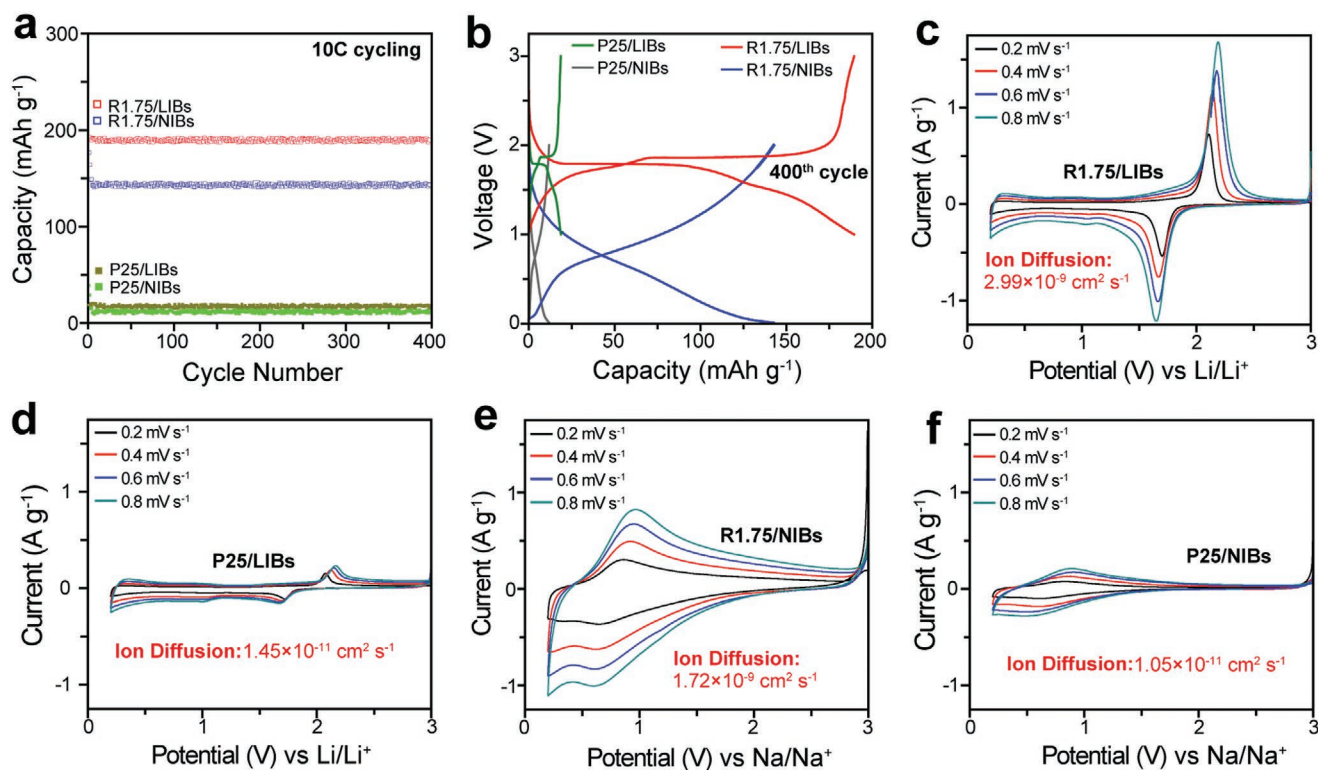 a
300
200
100
0
0
100
200
300
400
Capacity (mAh g⁻¹)
Cycle Number
10C cycling
R1.75/LIBs
R1.75/NIBs
P25/LIBs
P25/NIBs
b
3
2
1
0
0
50
100
150
200
Voltage (V)
Capacity (mAh g⁻¹)
P25/LIBs
P25/NIBs
R1.75/LIBs
R1.75/NIBs
400th cycle
c
1
0
-1
1
2
3
Current (A g⁻¹)
Potential (V) vs Li/Li⁺
0.2 mV s⁻¹
0.4 mV s⁻¹
0.6 mV s⁻¹
0.8 mV s⁻¹
R1.75/LIBs
Ion Diffusion:
2.99×10⁻⁹ cm² s⁻¹
d
1
0
-1
1
2
3
Current (A g⁻¹)
Potential (V) vs Li/Li⁺
0.2 mV s⁻¹
0.4 mV s⁻¹
0.6 mV s⁻¹
0.8 mV s⁻¹
P25/LIBs
Ion Diffusion:1.45×10⁻¹¹ cm² s⁻¹
e
1
0
-1
0
1
2
3
Current (A g⁻¹)
Potential (V) vs Na/Na⁺
0.2 mV s⁻¹
0.4 mV s⁻¹
0.6 mV s⁻¹
0.8 mV s⁻¹
R1.75/NIBs
Ion Diffusion:
1.72×10⁻⁹ cm² s⁻¹
f
1
0
-1
0
1
2
3
Current (A g⁻¹)
Potential (V) vs Na/Na⁺
0.2 mV s⁻¹
0.4 mV s⁻¹
0.6 mV s⁻¹
0.8 mV s⁻¹
P25/NIBs
Ion Diffusion:1.05×10⁻¹¹ cm² s⁻¹